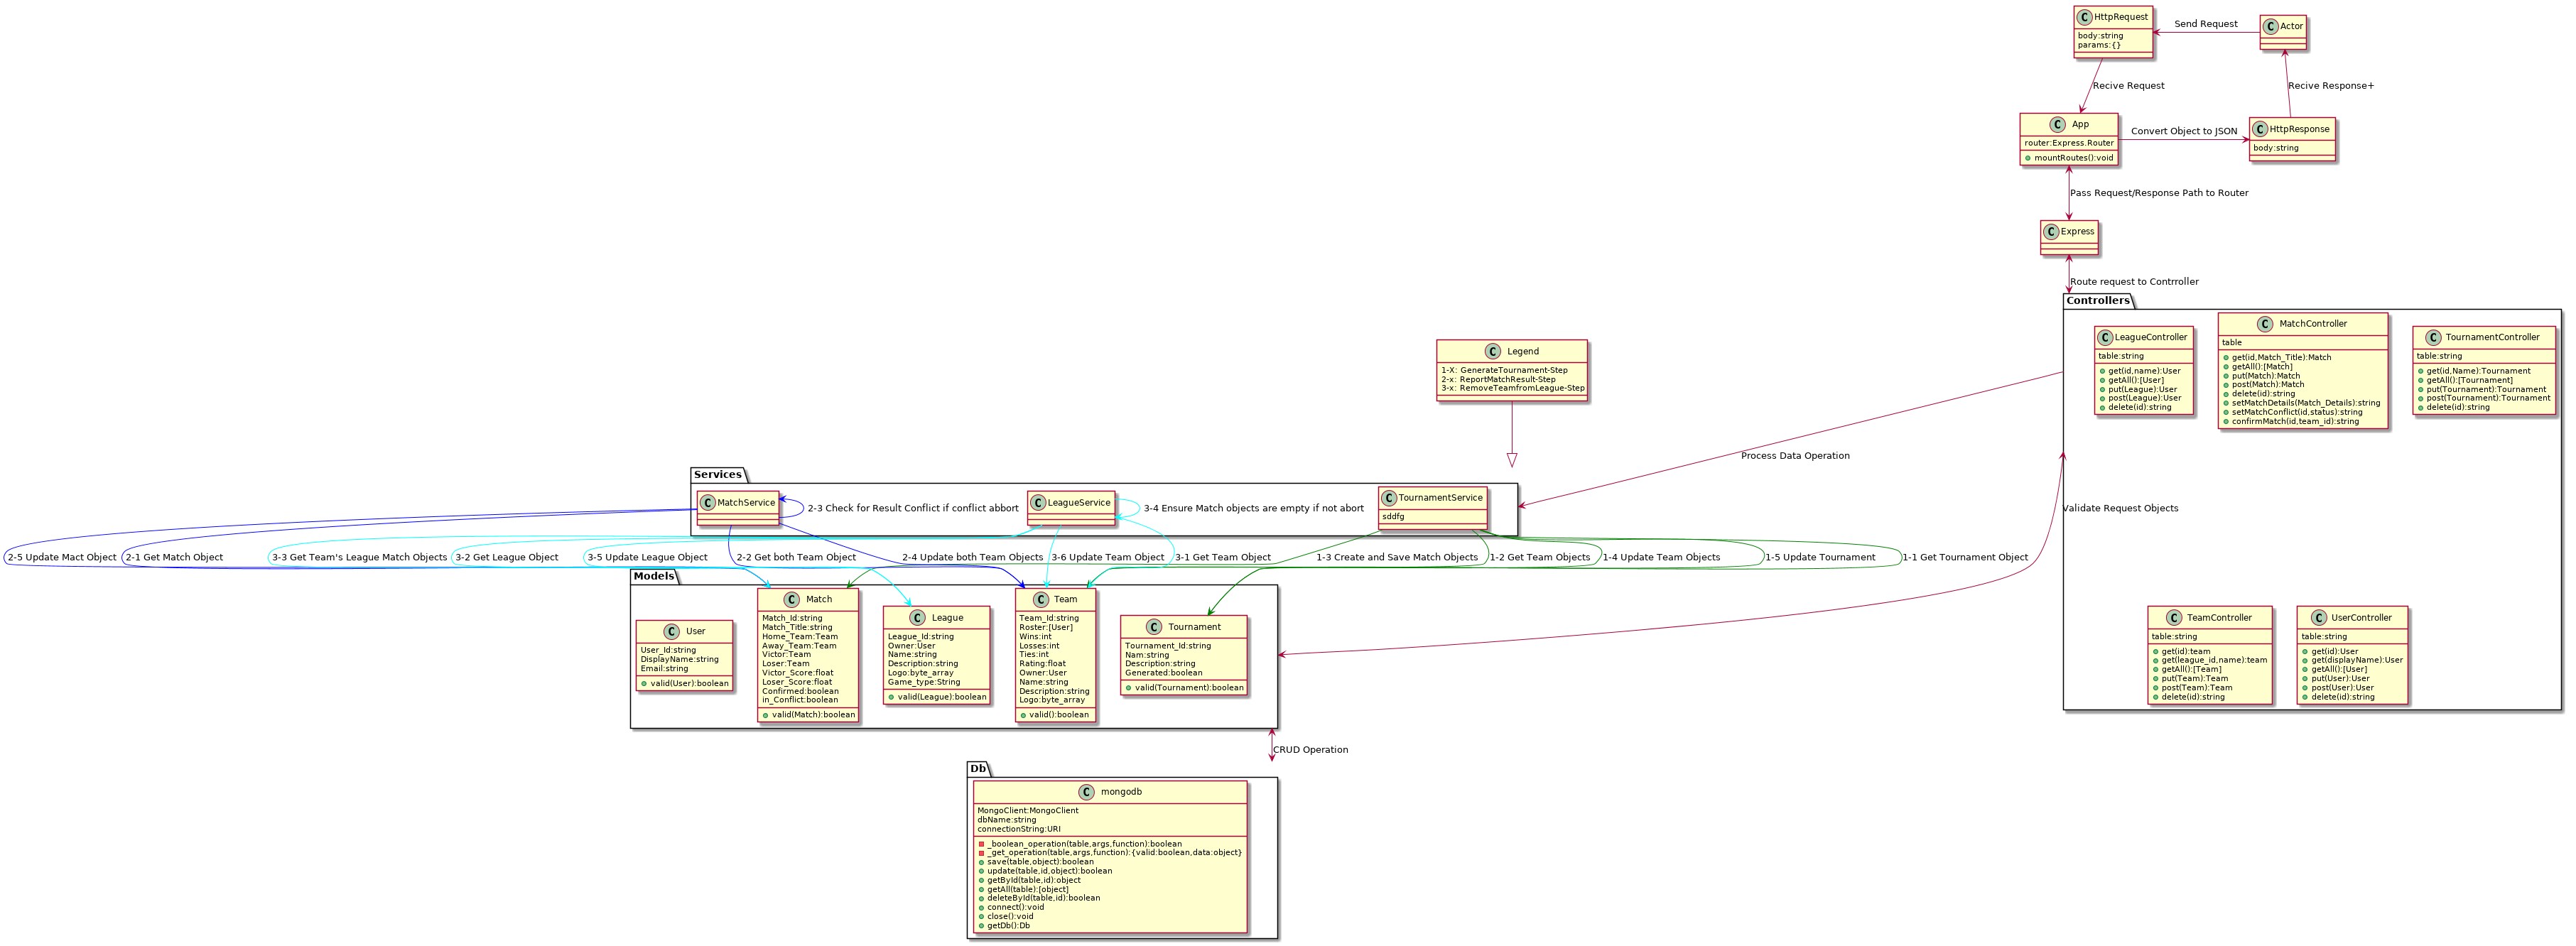 C HttpRequest
body:string
params:{}
Send Request
C Actor
Recive Request
Recive Response+
C App
router:Express.Router
mountRoutes():void
Convert Object to JSON
C HttpResponse
body:string
Pass Request/Response Path to Router
C Express
Route request to Contrroller
Controllers
C LeagueController
table:string
get(id,name):User
getAll():[User]
put(League):User
post(League):User
delete(id):string
C MatchController
table
get(id,Match_Title):Match
getAll():[Match]
put(Match):Match
post(Match):Match
delete(id):string
setMatchDetails(Match_Details):string
setMatchConflict(id,status):string
confirmMatch(id,team_id):string
C TournamentController
table:string
get(id,Name):Tournament
getAll():[Tournament]
put(Tournament):Tournament
post(Tournament):Tournament
delete(id):string
C Legend
1-X: GenerateTournament-Step
2-x: ReportMatchResult-Step
3-x: RemoveTeamfromLeague-Step
Process Data Operation
Services
C MatchService
2-3 Check for Result Conflict if conflict abbort
C LeagueService
3-4 Ensure Match objects are empty if not abort
C TournamentService
sddfg
Validate Request Objects
2-5 Update Mact Object
2-1 Get Match Object
3-3 Get Team's League Match Objects
3-2 Get League Object
3-5 Update League Object
2-2 Get both Team Object
2-4 Update both Team Objects
3-6 Update Team Object
3-1 Get Team Object
1-3 Create and Save Match Objects
1-2 Get Team Objects
1-4 Update Team Objects
1-5 Update Tournament
1-1 Get Tournament Object
Models
C User
User_Id:string
DisplayName:string
Email:string
valid(User):boolean
C Match
Match_Id:string
Match_Title:string
Home_Team:Team
Away_Team:Team
Victor:Team
Loser:Team
Victor_Score:float
Loser_Score:float
Confirmed:boolean
in_Conflict:boolean
valid(Match):boolean
C League
League_Id:string
Owner:User
Name:string
Description:string
Logo:byte_array
Game_type:String
valid(League):boolean
C Team
Team_Id:string
Roster:[User]
Wins:int
Losses:int
Ties:int
Rating:float
Owner:User
Name:string
Description:string
Logo:byte_array
valid():boolean
C Tournament
Tournament_Id:string
Nam:string
Description:string
Generated:boolean
valid(Tournament):boolean
C TeamController
table:string
get(id):team
get(league_id,name):team
getAll():[Team]
put(Team):Team
post(Team):Team
delete(id):string
C UserController
table:string
get(id):User
get(displayName):User
getAll():[User]
put(User):User
post(User):User
delete(id):string
CRUD Operation
Db
C mongodb
MongoClient:MongoClient
dbName:string
connectionString:URI
_boolean_operation(table,args,function):boolean
_get_operation(table,args,function):{valid:boolean,data:object}
save(table,object):boolean
update(table,id,object):boolean
getById(table,id):object
getAll(table):[object]
deleteById(table,id):boolean
connect():void
close():void
getDb():Db